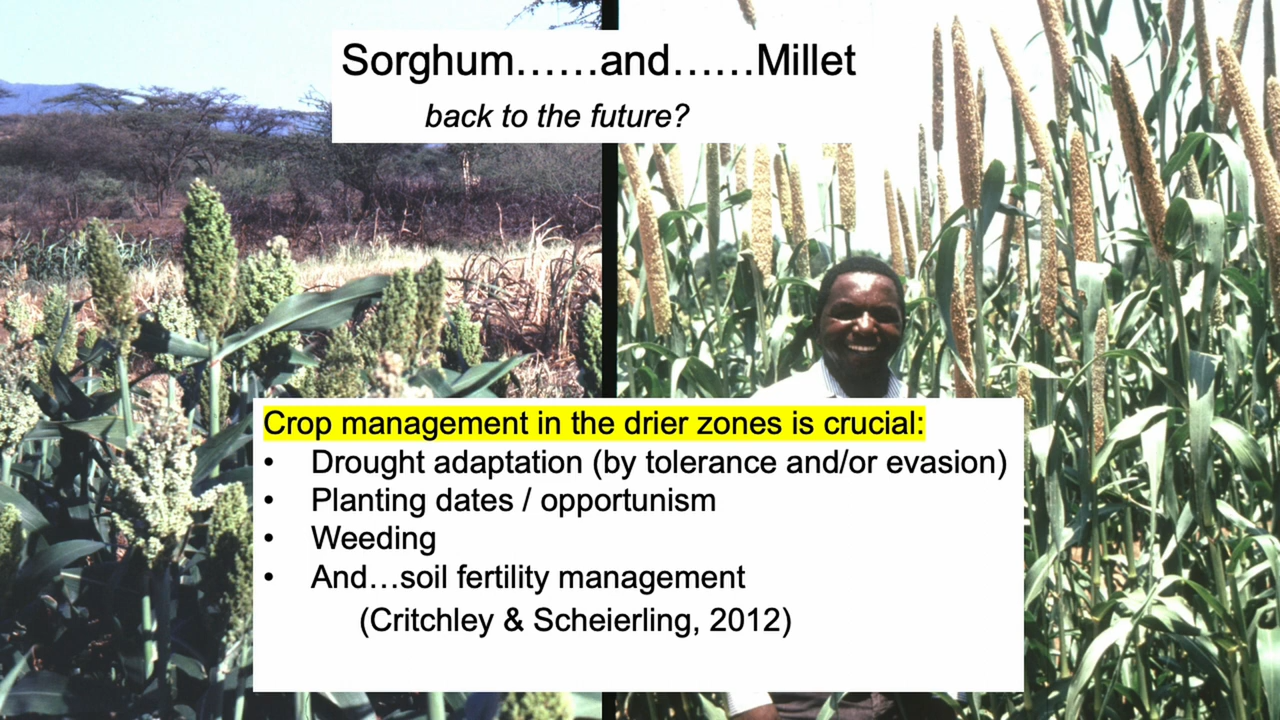 Sorghum……and……Millet
back to the future?
Crop management in the drier zones is crucial:
• Drought adaptation (by tolerance and/or evasion)
• Planting dates / opportunism
• Weeding
• And…soil fertility management
(Critchley & Scheierling, 2012)